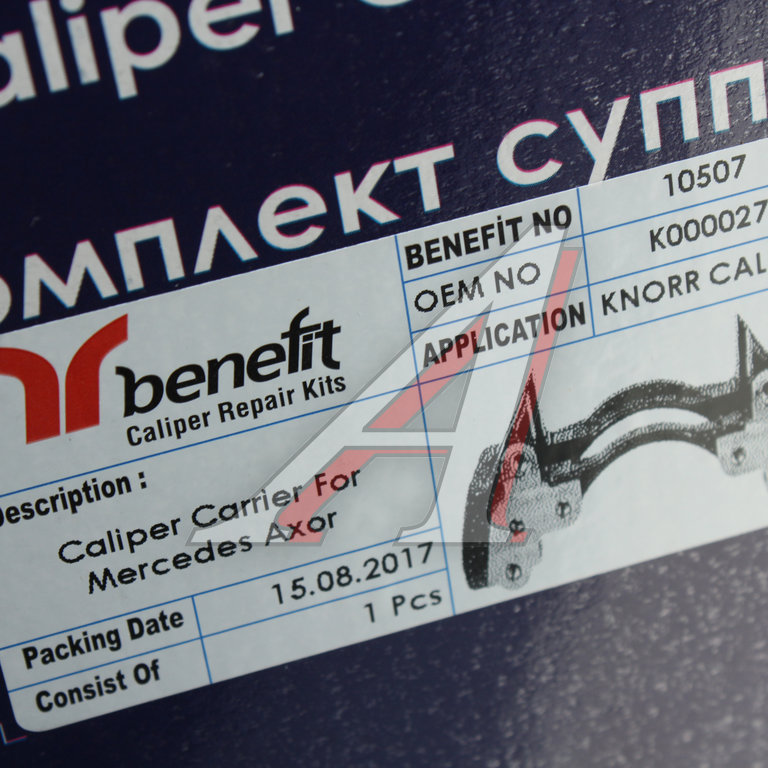 aliper
омплект супп
BENEFİT NO 10507
OEM NO K000027
APPLICATION KNORR CAL
benefit
Caliper Repair Kits
Description :
Caliper Carrier For
Mercedes Axor
Packing Date 15.08.2017
Consist Of 1 Pcs